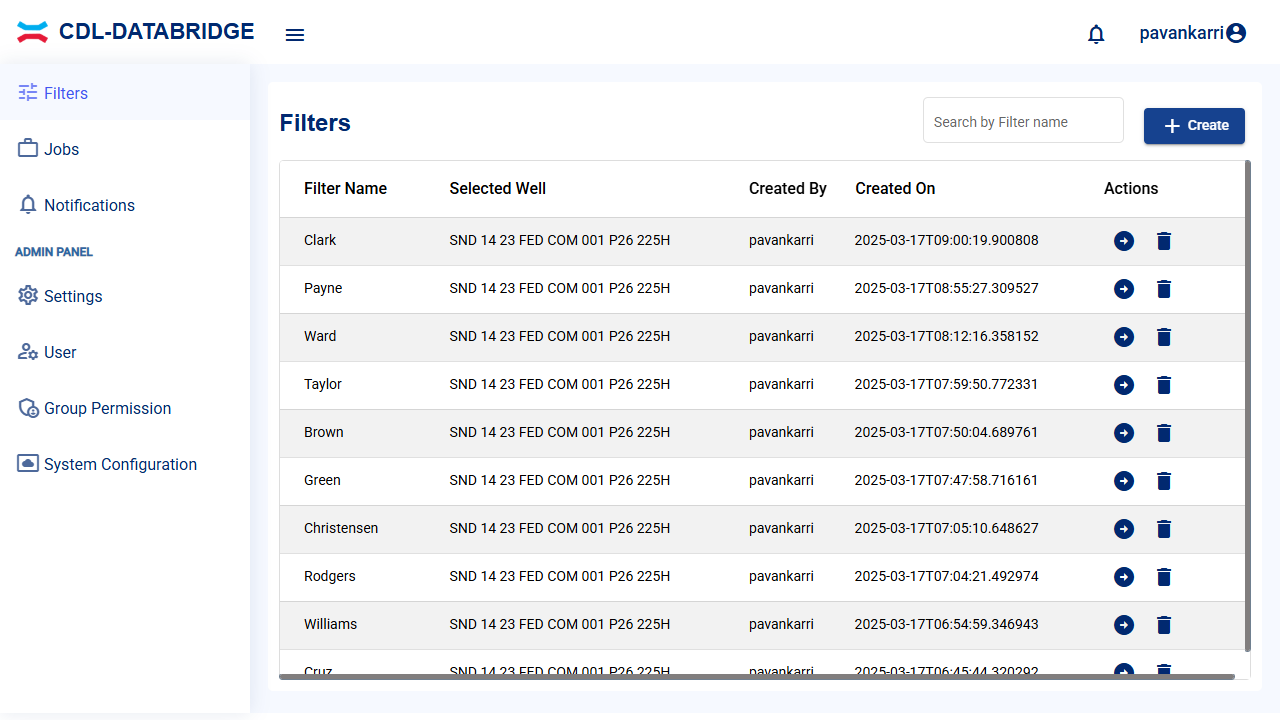 CDL-DATABRIDGE
pavankarri
Filters
Jobs
Notifications
ADMIN PANEL
Settings
User
Group Permission
System Configuration
Filters
Search by Filter name
Create
Filter Name Selected Well Created By Created On Actions
Clark SND 14 23 FED COM 001 P26 225H pavankarri 2025-03-17T09:00:19.900808
Payne SND 14 23 FED COM 001 P26 225H pavankarri 2025-03-17T08:55:27.309527
Ward SND 14 23 FED COM 001 P26 225H pavankarri 2025-03-17T08:12:16.358152
Taylor SND 14 23 FED COM 001 P26 225H pavankarri 2025-03-17T07:59:50.772331
Brown SND 14 23 FED COM 001 P26 225H pavankarri 2025-03-17T07:50:04.689761
Green SND 14 23 FED COM 001 P26 225H pavankarri 2025-03-17T07:47:58.716161
Christensen SND 14 23 FED COM 001 P26 225H pavankarri 2025-03-17T07:05:10.648627
Rodgers SND 14 23 FED COM 001 P26 225H pavankarri 2025-03-17T07:04:21.492974
Williams SND 14 23 FED COM 001 P26 225H pavankarri 2025-03-17T06:54:59.346943
Cruz SND 14 23 FED COM 001 P26 225H pavankarri 2025-03-17T06:45:44.320292